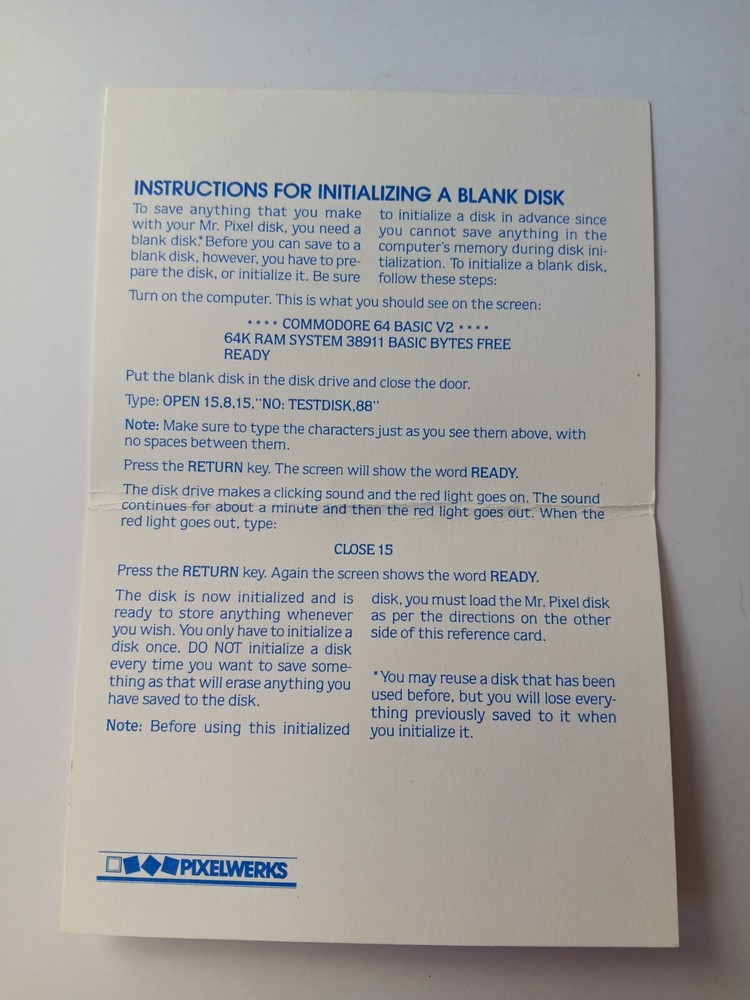 INSTRUCTIONS FOR INITIALIZING A BLANK DISK
To save anything that you make
with your Mr. Pixel disk, you need a
blank disk.* Before you can save to a
blank disk, however, you have to pre-
pare the disk, or initialize it. Be sure
to initialize a disk in advance since
you cannot save anything in the
computer's memory during disk ini-
tialization. To initialize a blank disk,
follow these steps:
Turn on the computer. This is what you should see on the screen:
* * * * COMMODORE 64 BASIC V2 * * * *
64K RAM SYSTEM 38911 BASIC BYTES FREE
READY
Put the blank disk in the disk drive and close the door.
Type: OPEN 15,8,15,"NO: TESTDISK,88"
Note: Make sure to type the characters just as you see them above, with
no spaces between them.
Press the RETURN key. The screen will show the word READY.
The disk drive makes a clicking sound and the red light goes on. The sound
continues for about a minute and then the red light goes out. When the
red light goes out, type:
CLOSE 15
Press the RETURN key. Again the screen shows the word READY.
The disk is now initialized and is
ready to store anything whenever
you wish. You only have to initialize a
disk once. DO NOT initialize a disk
every time you want to save some-
thing as that will erase anything you
have saved to the disk.
Note: Before using this initialized
disk, you must load the Mr. Pixel disk
as per the directions on the other
side of this reference card.
*You may reuse a disk that has been
used before, but you will lose every-
thing previously saved to it when
you initialize it.
PIXELWERKS